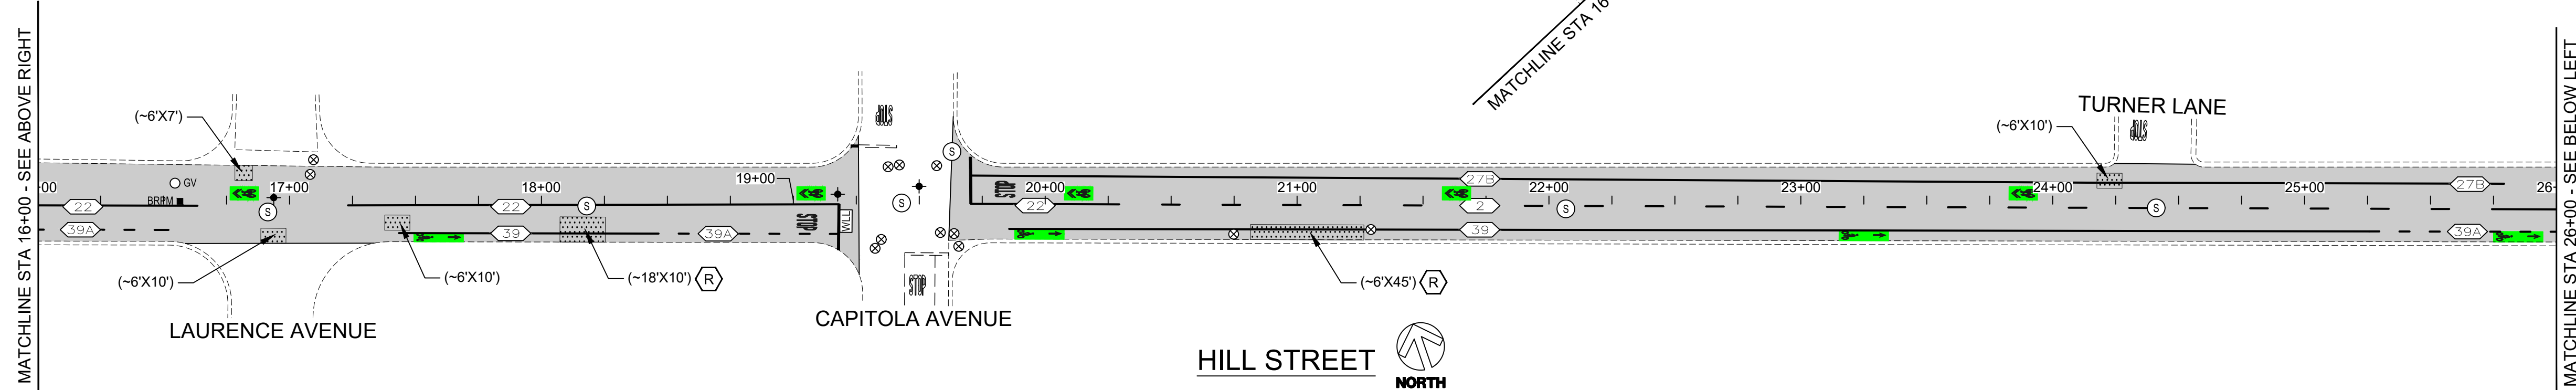 MATCHLINE STA 16+00 - SEE ABOVE RIGHT
MATCHLINE STA 16
(~6'X7')
GV
BRPM
00
17+00
18+00
19+00
20+00
21+00
22+00
23+00
24+00
25+00
26
22
39A
S
S
22
39
39A
STOP
WLL
STOP
S
S
STOP
STOP
22
27B
2
39
S
S
27B
39A
(~6'X10')
(~6'X10')
(~18'X10') R
(~6'X45') R
(~6'X10')
TURNER LANE
STOP
LAURENCE AVENUE
CAPITOLA AVENUE
HILL STREET
NORTH
MATCHLINE STA 26+00 - SEE BELOW LEFT